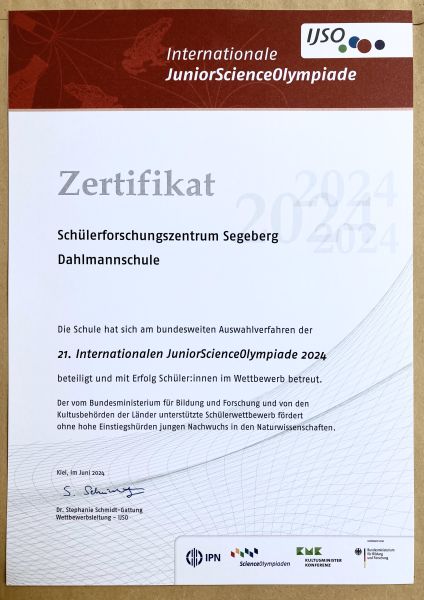 IJSO
Internationale
JuniorScienceOlympiade
Zertifikat
2024
2024
2024
Schülerforschungszentrum Segeberg
Dahlmannschule
Die Schule hat sich am bundesweiten Auswahlverfahren der
21. Internationalen JuniorScienceOlympiade 2024
beteiligt und mit Erfolg Schüler:innen im Wettbewerb betreut.
Der vom Bundesministerium für Bildung und Forschung und von den
Kultusbehörden der Länder unterstützte Schülerwettbewerb fördert
ohne hohe Einstiegshürden jungen Nachwuchs in den Naturwissenschaften.
Kiel, im Juni 2024
Dr. Stephanie Schmidt-Gattung
Wettbewerbsleitung - IJSO
IPN
ScienceOlympiaden
KMK
KULTUSMINISTER
KONFERENZ
Bundesministerium
für Bildung
und Forschung